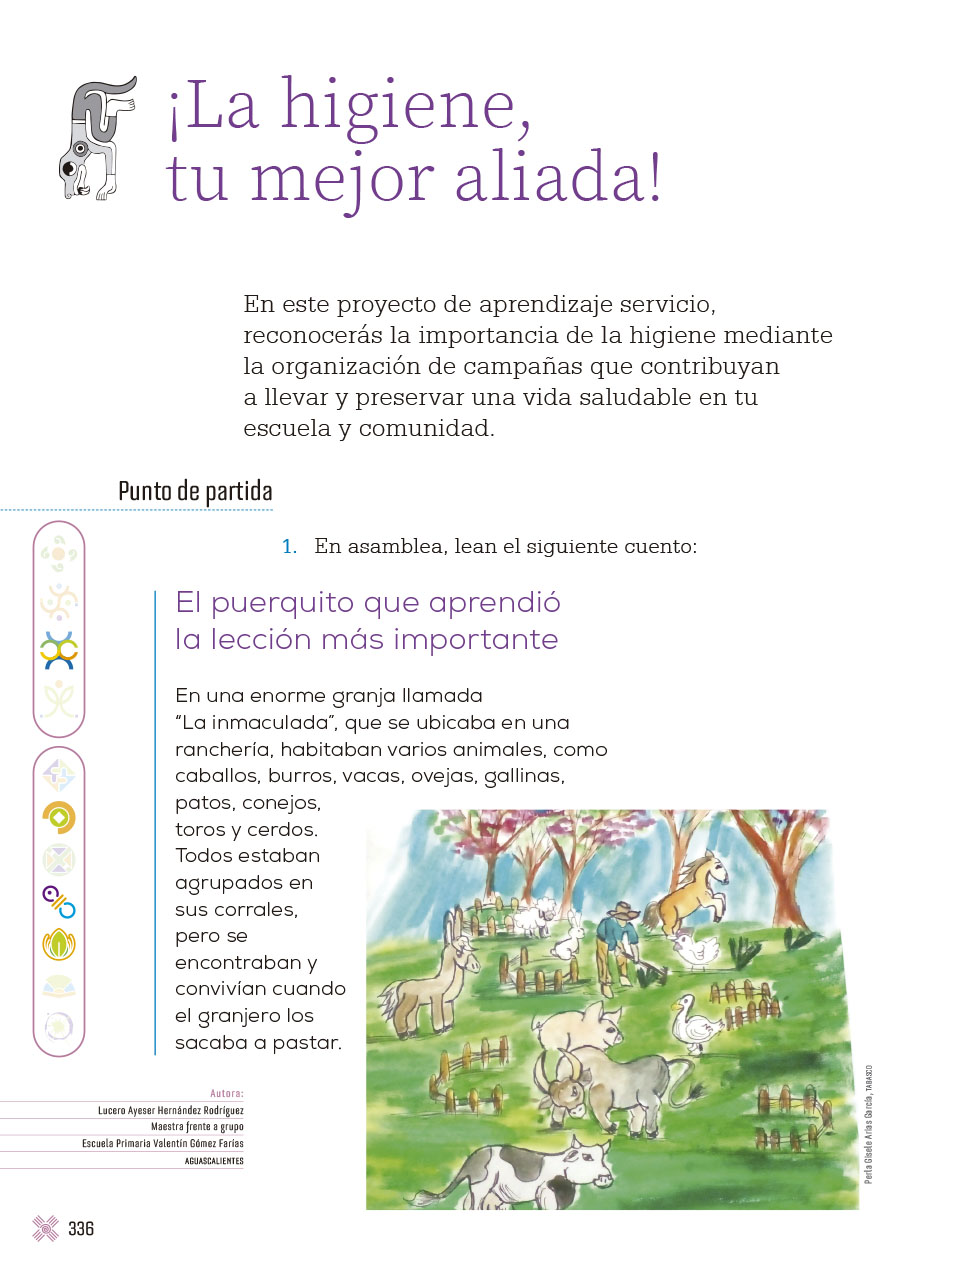 ¡La higiene,
tu mejor aliada!
En este proyecto de aprendizaje servicio,
reconocerás la importancia de la higiene mediante
la organización de campañas que contribuyan
a llevar y preservar una vida saludable en tu
escuela y comunidad.
Punto de partida
1. En asamblea, lean el siguiente cuento:
El puerquito que aprendió
la lección más importante
En una enorme granja llamada
“La inmaculada”, que se ubicaba en una
ranchería, habitaban varios animales, como
caballos, burros, vacas, ovejas, gallinas,
patos, conejos,
toros y cerdos.
Todos estaban
agrupados en
sus corrales,
pero se
encontraban y
convivían cuando
el granjero los
sacaba a pastar.
Autora:
Lucero Ayeser Hernández Rodríguez
Maestra frente a grupo
Escuela Primaria Valentín Gómez Farías
AGUASCALIENTES
Perla Gisele Arias García, TABASCO
336